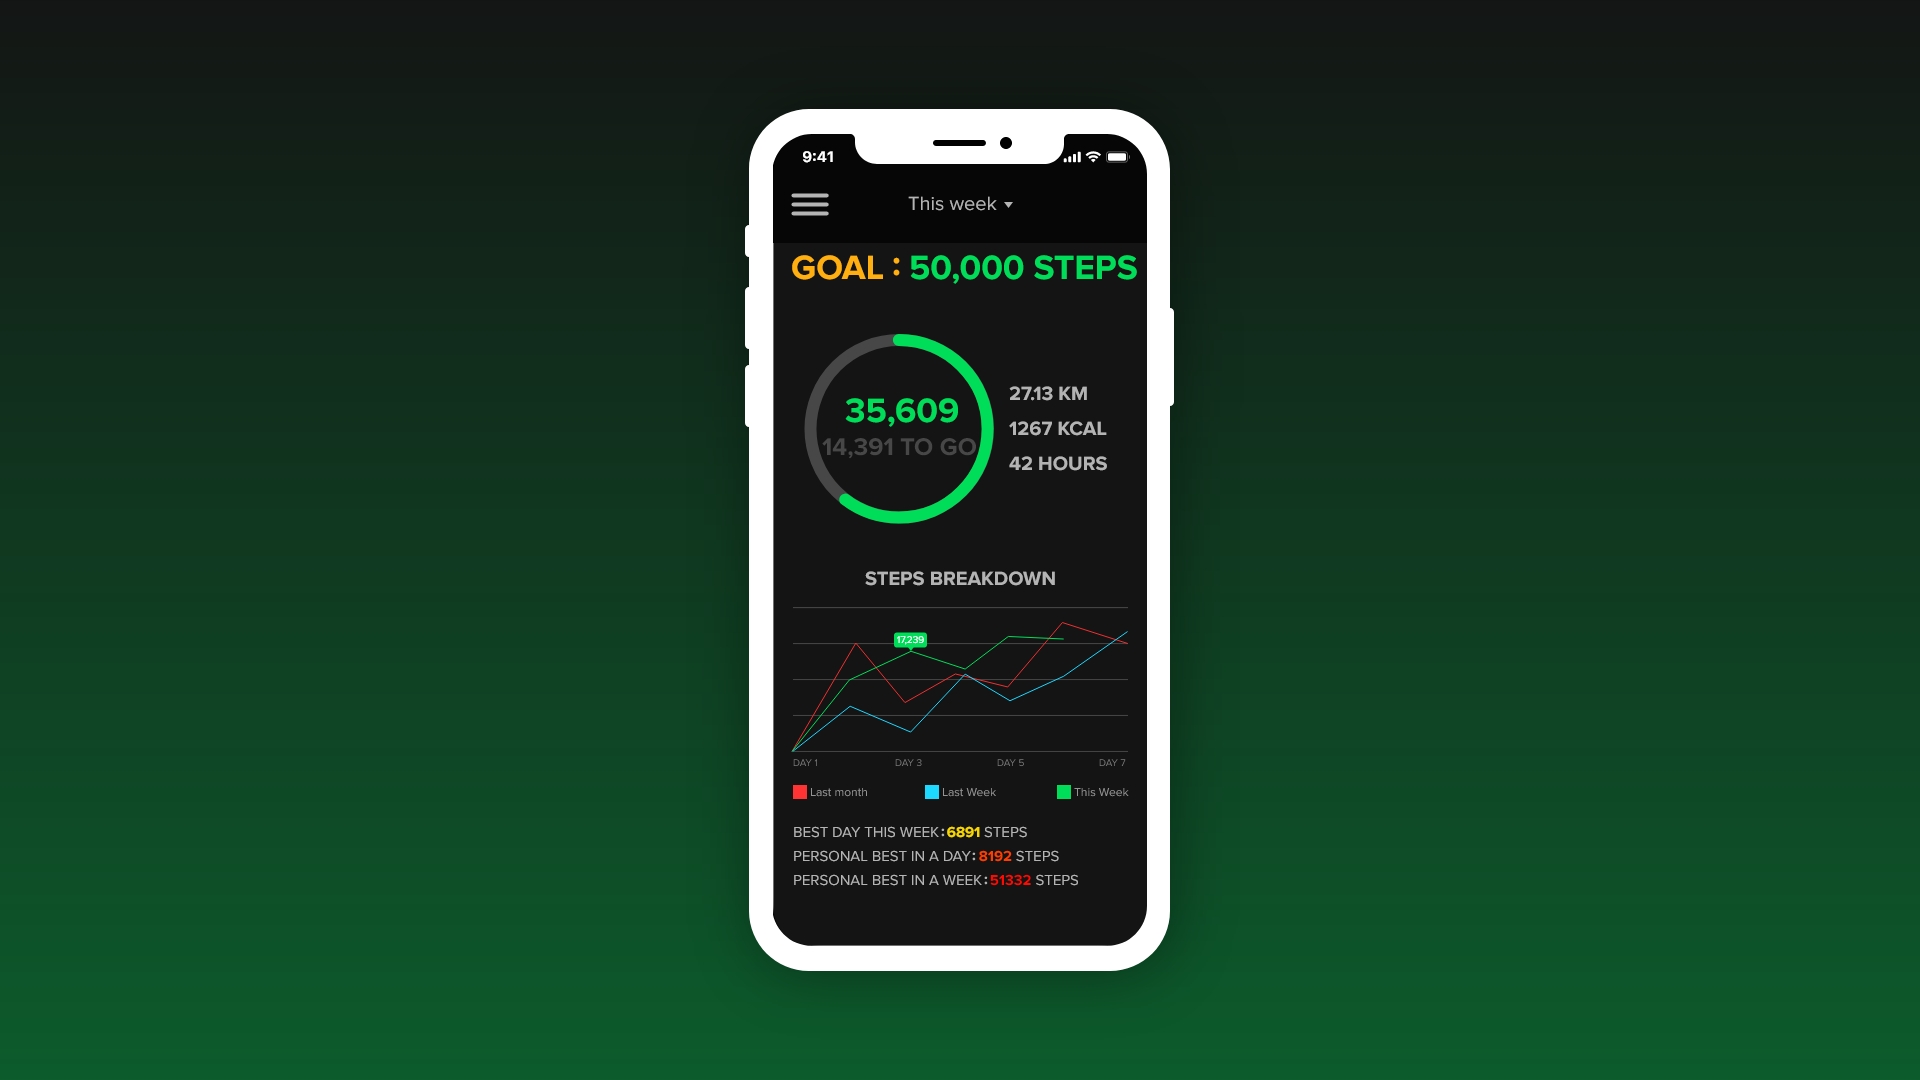 9:41
This week
GOAL : 50,000 STEPS
35,609
14,391 TO GO
27.13 KM
1267 KCAL
42 HOURS
STEPS BREAKDOWN
17,239
DAY 1 DAY 3 DAY 5 DAY 7
Last month Last Week This Week
BEST DAY THIS WEEK: 6891 STEPS
PERSONAL BEST IN A DAY: 8192 STEPS
PERSONAL BEST IN A WEEK: 51332 STEPS